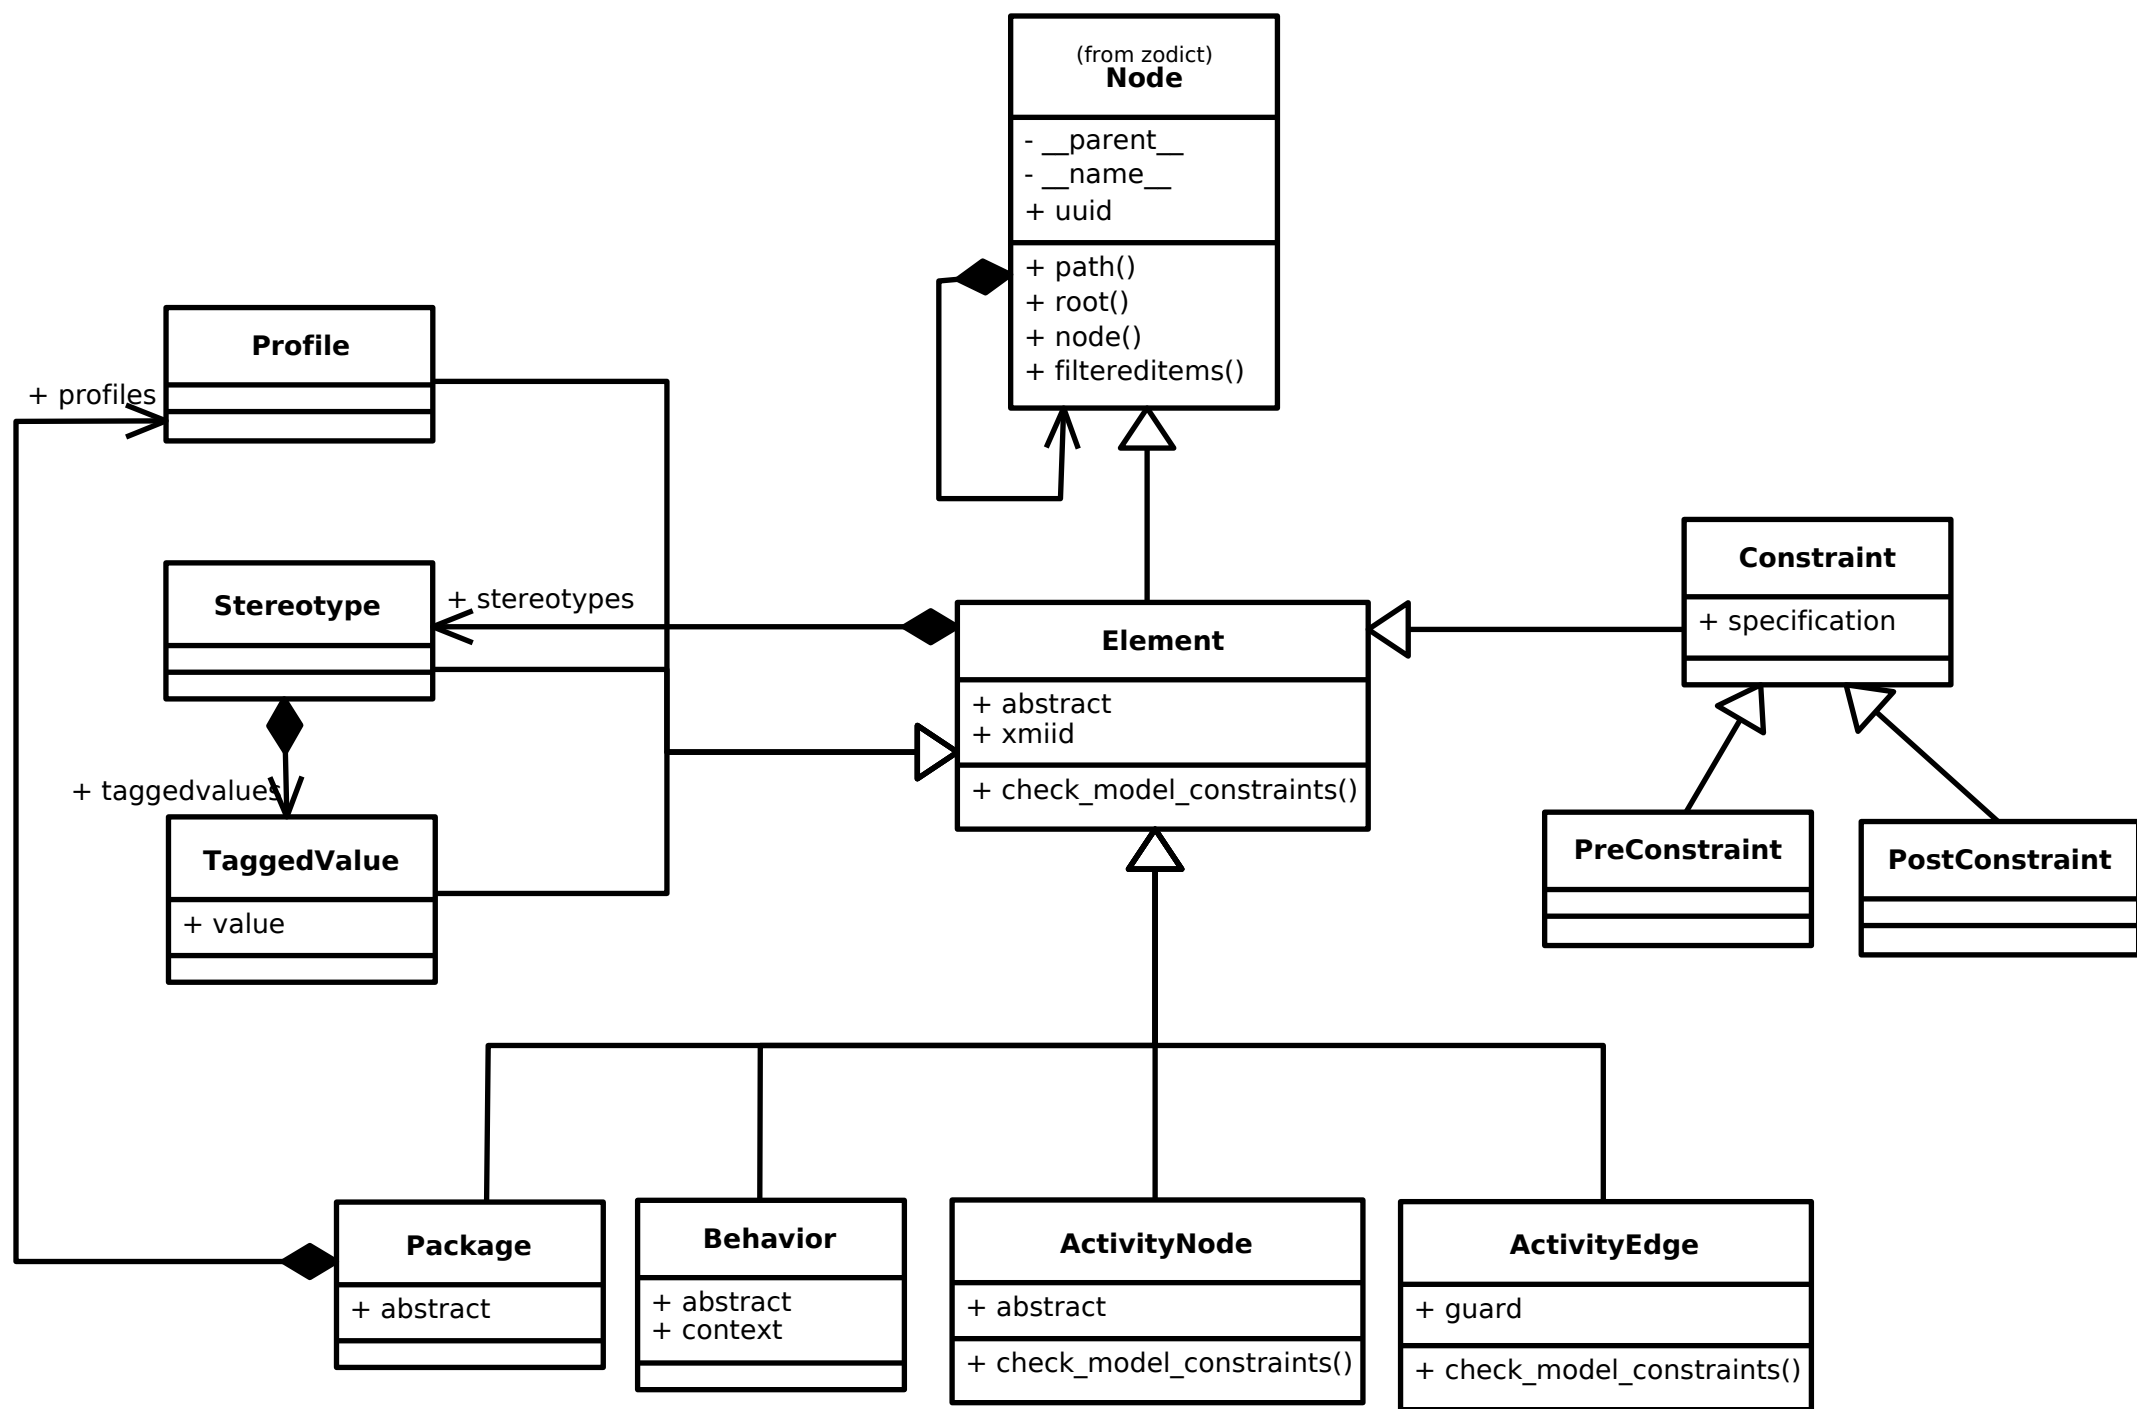 (from zodict)
Node
- __parent__
- __name__
+ uuid
+ path()
+ root()
+ node()
+ filtereditems()
Profile
+ profiles
Stereotype
+ stereotypes
+ taggedvalues
TaggedValue
+ value
Element
+ abstract
+ xmiid
+ check_model_constraints()
Constraint
+ specification
PreConstraint
PostConstraint
Package
+ abstract
Behavior
+ abstract
+ context
ActivityNode
+ abstract
+ check_model_constraints()
ActivityEdge
+ guard
+ check_model_constraints()